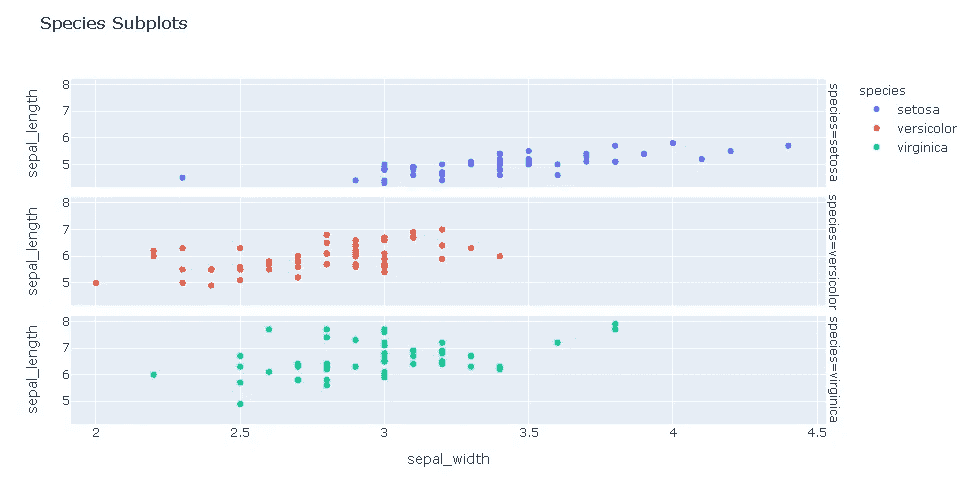 Species Subplots
species
setosa
versicolor
virginica
sepal_length
8
7
6
5
species=setosa
sepal_length
8
7
6
5
species=versicolor
sepal_length
8
7
6
5
species=virginica
2
2.5
3
3.5
4
4.5
sepal_width